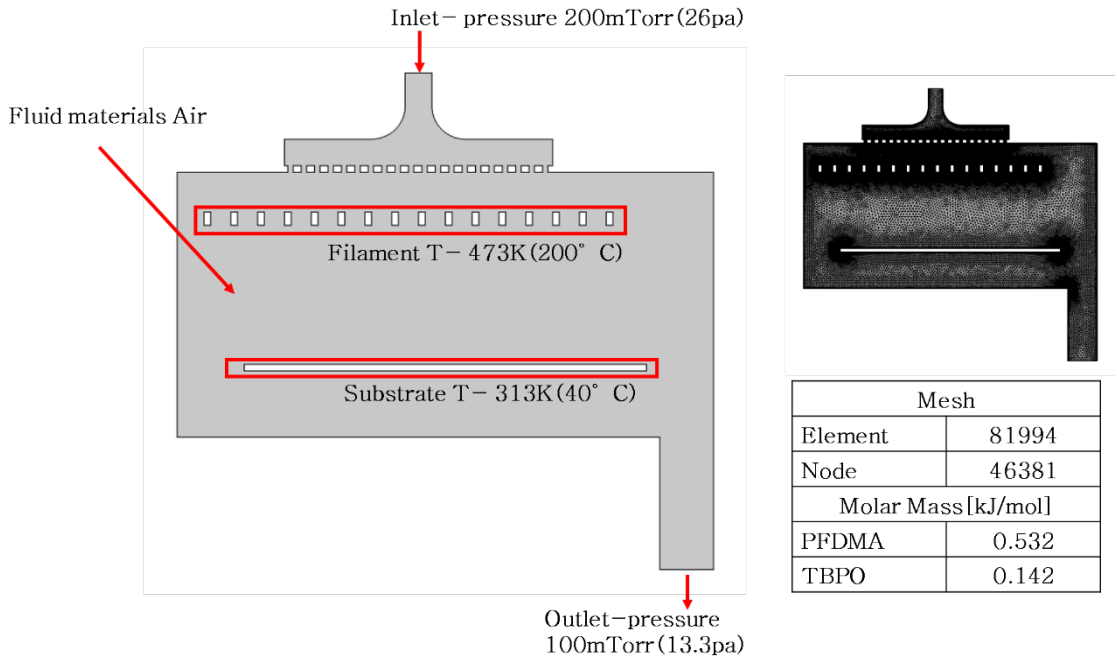 Inlet- pressure 200mTorr(26pa)
Fluid materials Air
Filament T- 473K(200° C)
Substrate T- 313K(40° C)
Outlet-pressure
100mTorr(13.3pa)
Mesh
Element 81994
Node 46381
Molar Mass[kJ/mol]
PFDMA 0.532
TBPO 0.142